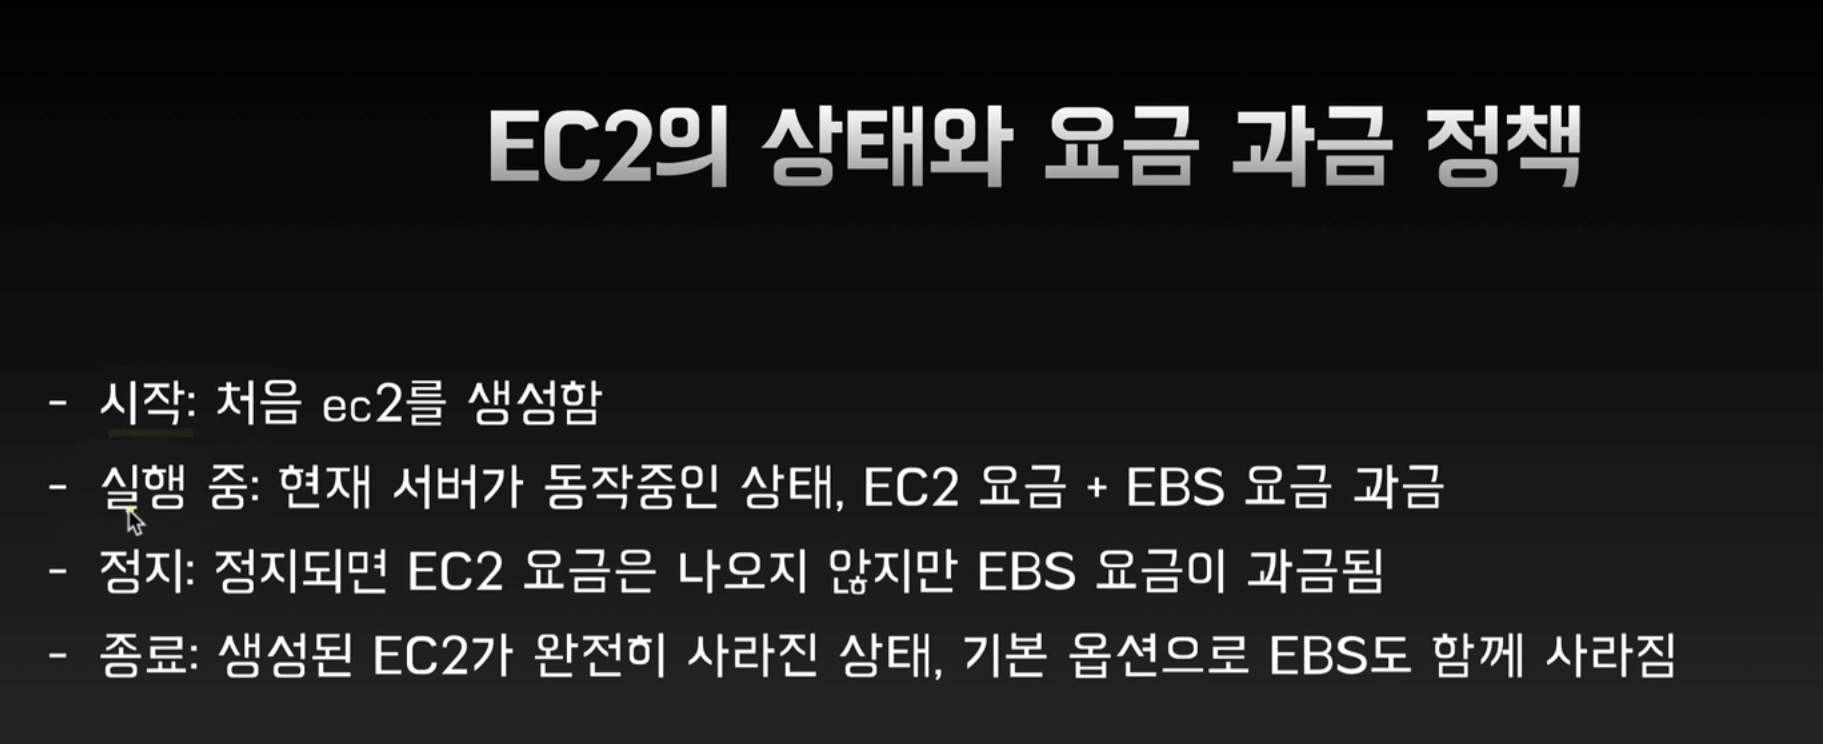 EC2의 상태와 요금 과금 정책
- 시작: 처음 ec2를 생성함
- 실행 중: 현재 서버가 동작중인 상태, EC2 요금 + EBS 요금 과금
- 정지: 정지되면 EC2 요금은 나오지 않지만 EBS 요금이 과금됨
- 종료: 생성된 EC2가 완전히 사라진 상태, 기본 옵션으로 EBS도 함께 사라짐